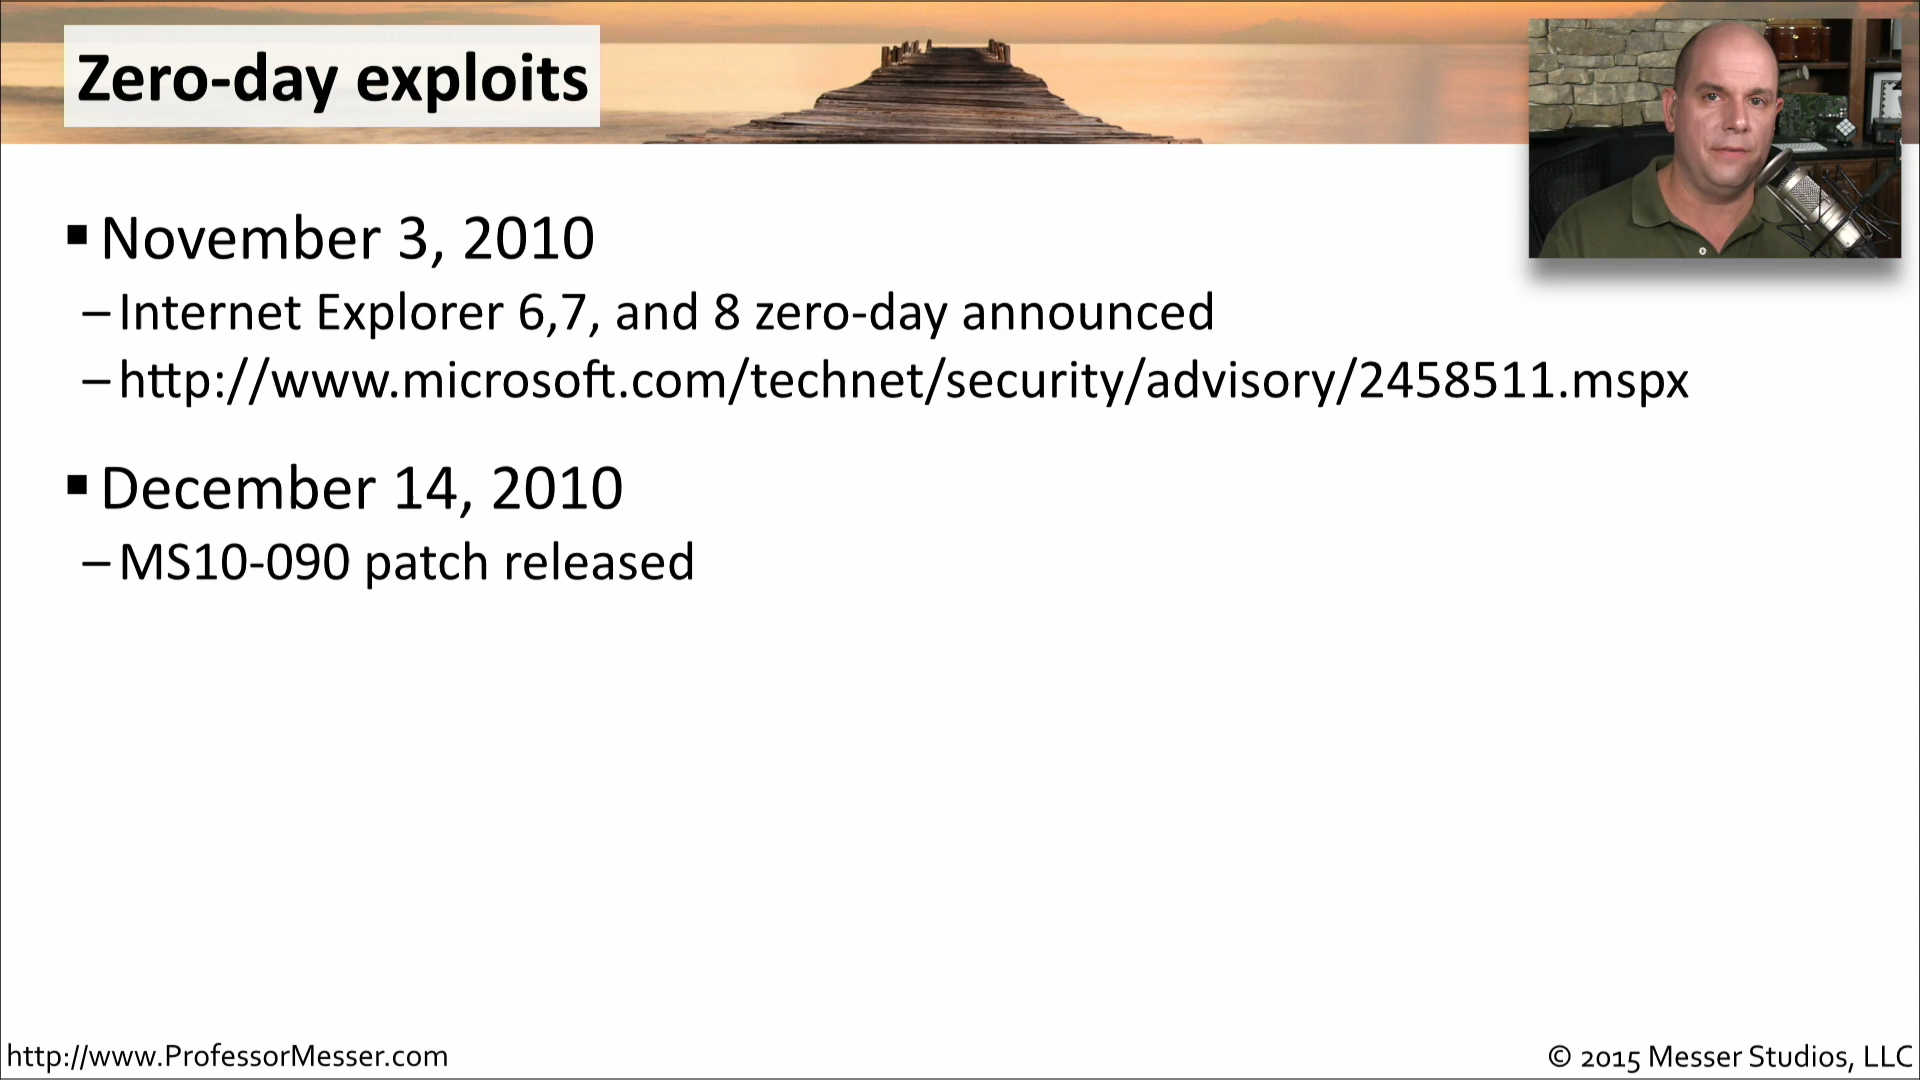 Zero-day exploits
▪ November 3, 2010
– Internet Explorer 6,7, and 8 zero-day announced
– http://www.microsoft.com/technet/security/advisory/2458511.mspx
▪ December 14, 2010
– MS10-090 patch released
http://www.ProfessorMesser.com
© 2015 Messer Studios, LLC